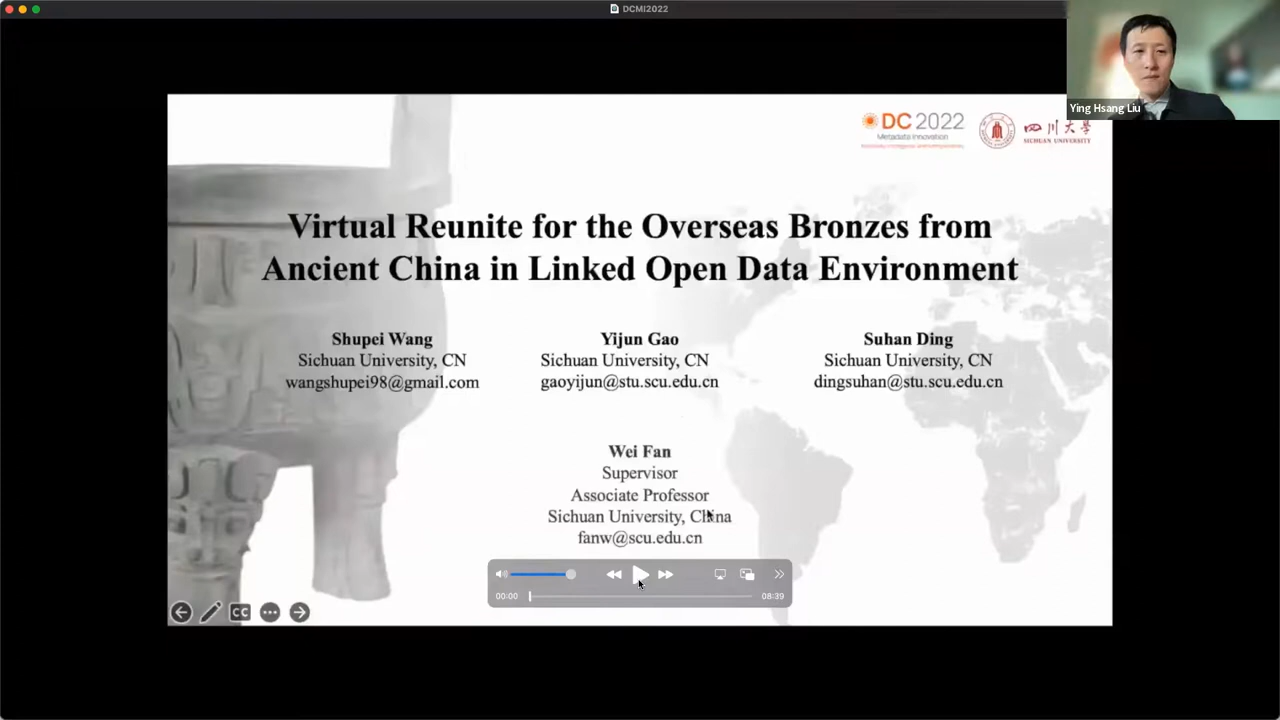 DCMI2022
Ying Hsang Liu
DC 2022
Metadata Innovation
四川大學
SICHUAN UNIVERSITY
Virtual Reunite for the Overseas Bronzes from
Ancient China in Linked Open Data Environment
Shupei Wang
Sichuan University, CN
wangshupei98@gmail.com
Yijun Gao
Sichuan University, CN
gaoyijun@stu.scu.edu.cn
Suhan Ding
Sichuan University, CN
dingsuhan@stu.scu.edu.cn
Wei Fan
Supervisor
Associate Professor
Sichuan University, China
fanw@scu.edu.cn
00:00
08:39
CC